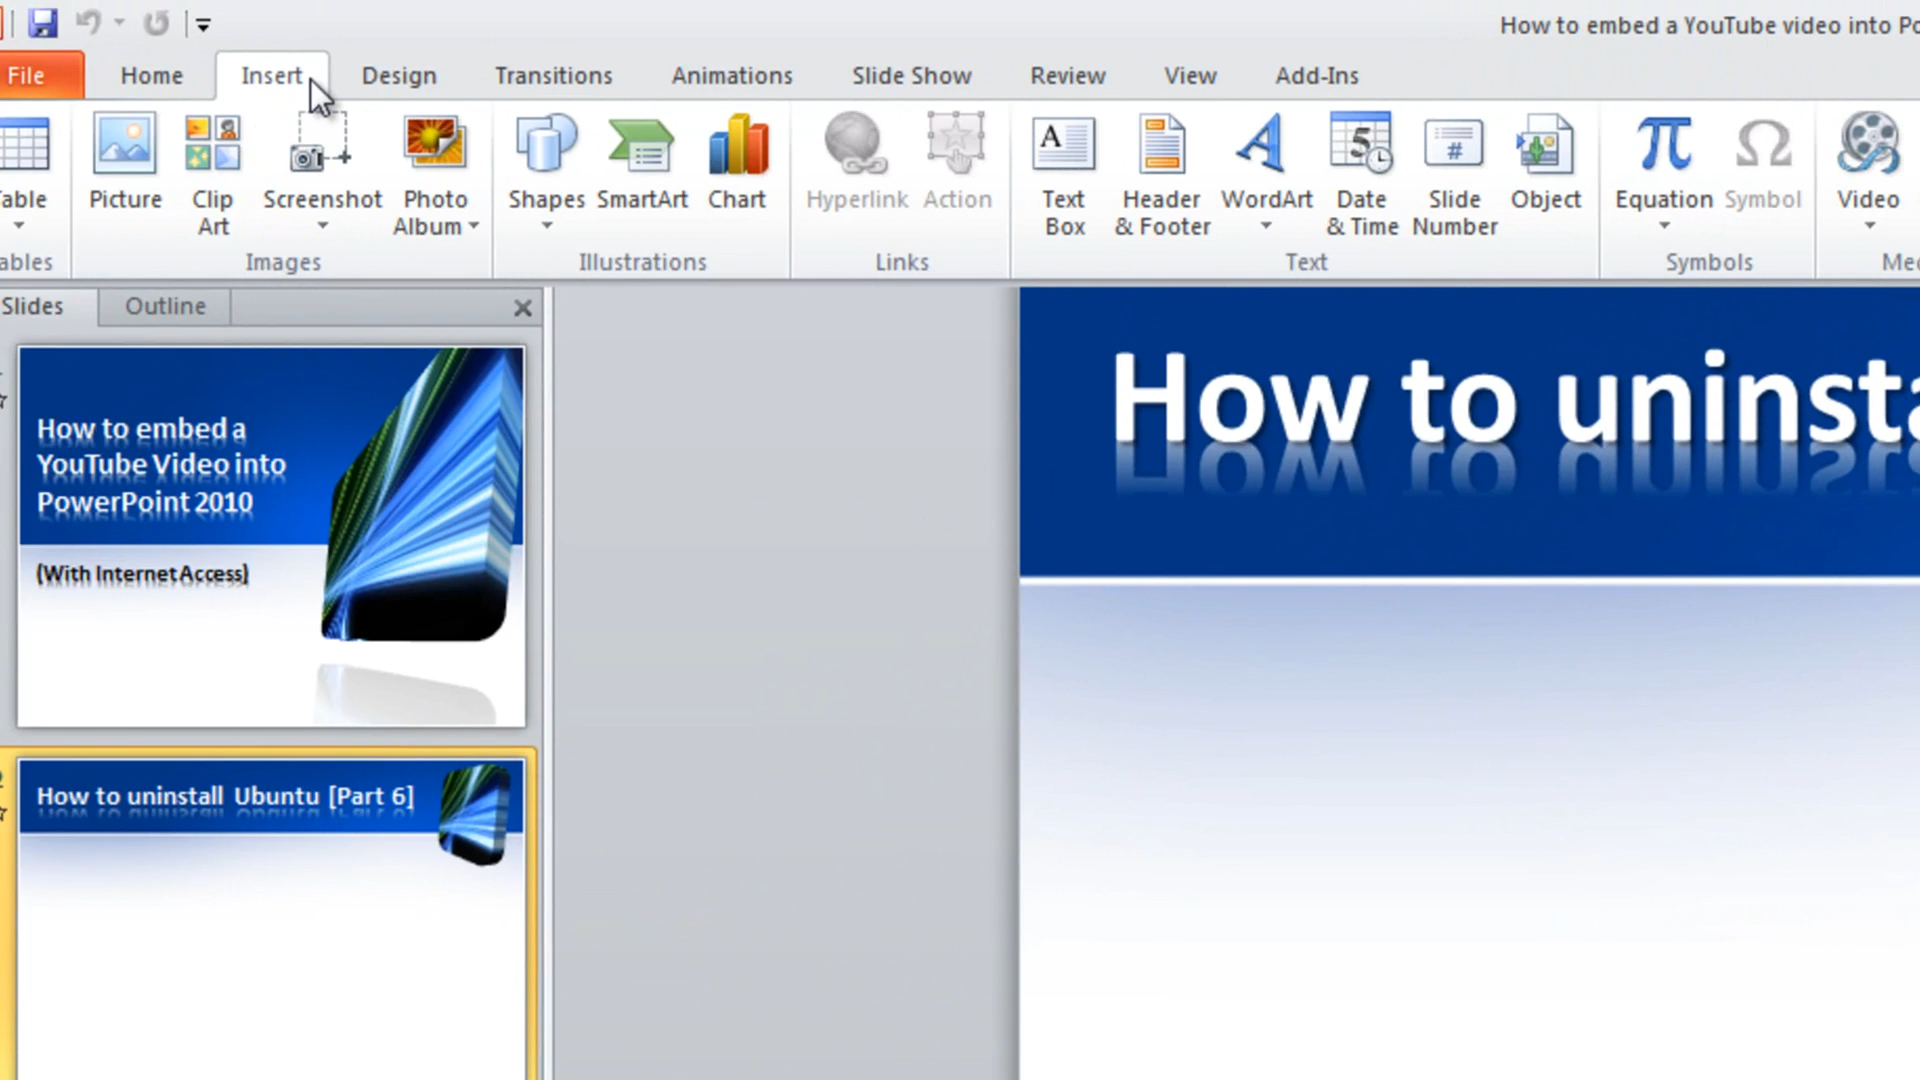 How to embed a YouTube video into Po
File Home Insert Design Transitions Animations Slide Show Review View Add-Ins
able Picture Clip Art Screenshot Photo Album Shapes SmartArt Chart Hyperlink Action Text Box Header & Footer WordArt Date & Time Slide Number Object Equation Symbol Video
ables Images Illustrations Links Text Symbols Med
Slides Outline
How to embed a
YouTube Video into
PowerPoint 2010
(With Internet Access)
2
How to uninstall Ubuntu [Part 6]
How to uninsta